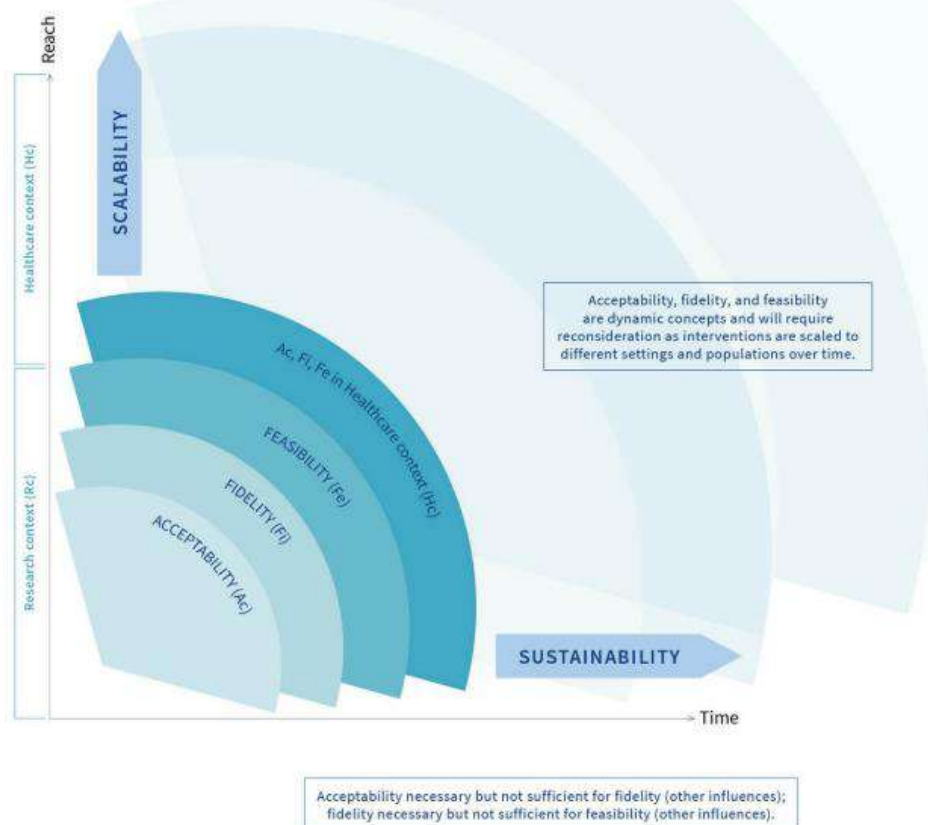 Reach
SCALABILITY
Healthcare context (Hc)
Research context (Rc)
Acceptability, fidelity, and feasibility
are dynamic concepts and will require
reconsideration as interventions are scaled to
different settings and populations over time.
Ac, Fi, Fe in Healthcare context (Hc)
FEASIBILITY (Fe)
FIDELITY (Fi)
ACCEPTABILITY (Ac)
SUSTAINABILITY
Time
Acceptability necessary but not sufficient for fidelity (other influences);
fidelity necessary but not sufficient for feasibility (other influences).